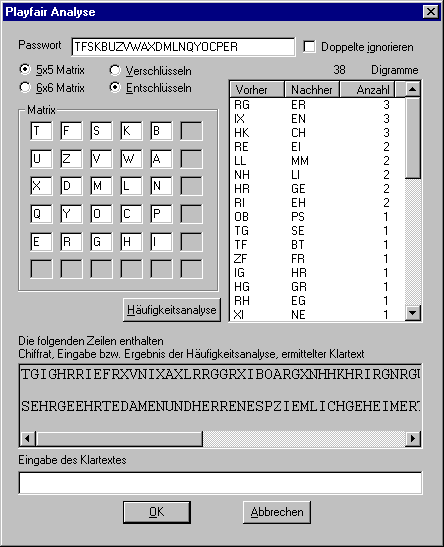 Playfair Analyse
Passwort TFSKBUZVWAXDMLNQYOCPER Doppelte ignorieren
5x5 Matrix Verschlüsseln
6x6 Matrix Entschlüsseln
38 Digramme
Matrix
T F S K B
U Z V W A
X D M L N
Q Y O C P
E R G H I
Häufigkeitsanalyse
Vorher Nachher Anzahl
RG ER 3
IX EN 3
HK CH 3
RE EI 2
LL MM 2
NH LI 2
HR GE 2
RI EH 2
OB PS 1
TG SE 1
TF BT 1
ZF FR 1
IG HR 1
HG GR 1
RH EG 1
XI NE 1
Die folgenden Zeilen enthalten
Chiffrat, Eingabe bzw. Ergebnis der Häufigkeitsanalyse, ermittelter Klartext
TGIGHRRIEFRXVNIXAXLRRGGRXIBOARGXNHHKHRIRGNRGU
SEHRGEEHRTEDAMENUNDHERRENESPZIEMLICHGEHEIMER
Eingabe des Klartextes
OK Abbrechen